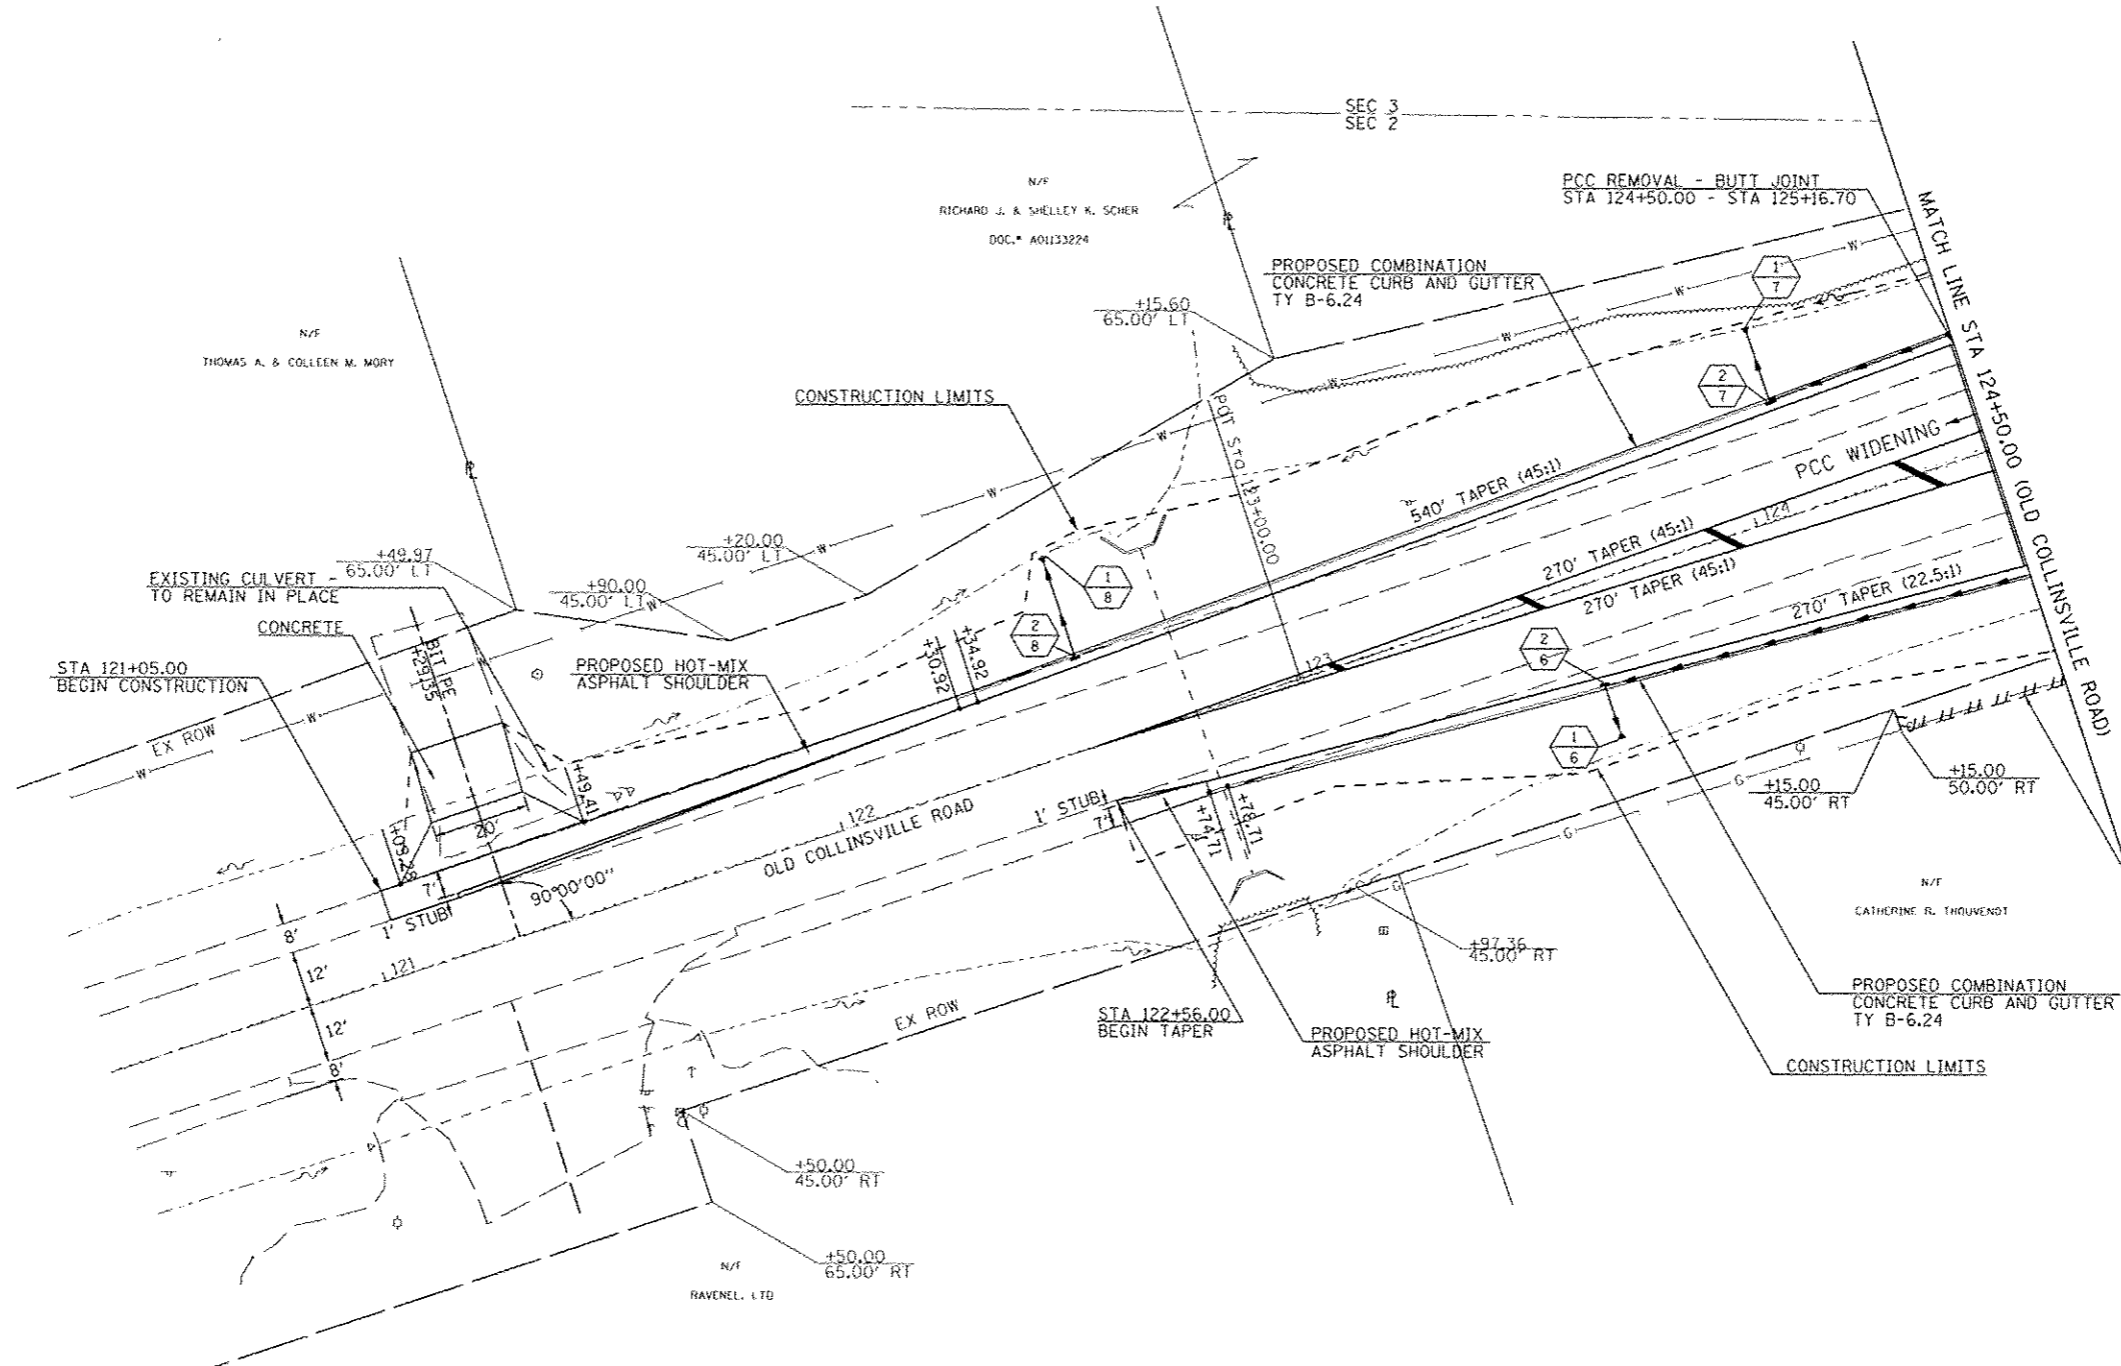 SEC 3
SEC 2
N/F
RICHARD J. & SHELLEY K. SCHER
DOC.# A01133224
PCC REMOVAL - BUTT JOINT
STA 124+50.00 - STA 125+16.70
MATCH LINE STA 124+50.00 (OLD COLLINSVILLE ROAD)
PROPOSED COMBINATION
CONCRETE CURB AND GUTTER
TY B-6.24
1
7
+15.60
65.00' LT
N/F
THOMAS A. & COLLEEN M. MORY
2
7
CONSTRUCTION LIMITS
POT Sta 123+00.00
PCC WIDENING
540' TAPER (45:1)
124
270' TAPER (45:1)
270' TAPER (45:1)
270' TAPER (22.5:1)
+49.97
65.00' LT
+20.00
45.00' LT
+90.00
45.00' LT
EXISTING CULVERT -
TO REMAIN IN PLACE
CONCRETE
BIT PE
+29.35
STA 121+05.00
BEGIN CONSTRUCTION
PROPOSED HOT-MIX
ASPHALT SHOULDER
1
8
2
8
+30.92
+34.92
123
2
6
1
6
EX ROW
W
W
W
W
W
W
W
W
W
W
+49.41
20'
+09.28
7'
1' STUB
90°00'00"
122
OLD COLLINSVILLE ROAD
1' STUB
7'
+74.71
+78.71
+15.00
45.00' RT
+15.00
50.00' RT
G
G
G
8'
12'
121
12'
8'
EX ROW
+97.36
45.00' RT
N/F
CATHERINE R. THOUVENOT
STA 122+56.00
BEGIN TAPER
PROPOSED HOT-MIX
ASPHALT SHOULDER
PROPOSED COMBINATION
CONCRETE CURB AND GUTTER
TY B-6.24
CONSTRUCTION LIMITS
+50.00
45.00' RT
+50.00
65.00' RT
N/F
RAVENEL, LTD